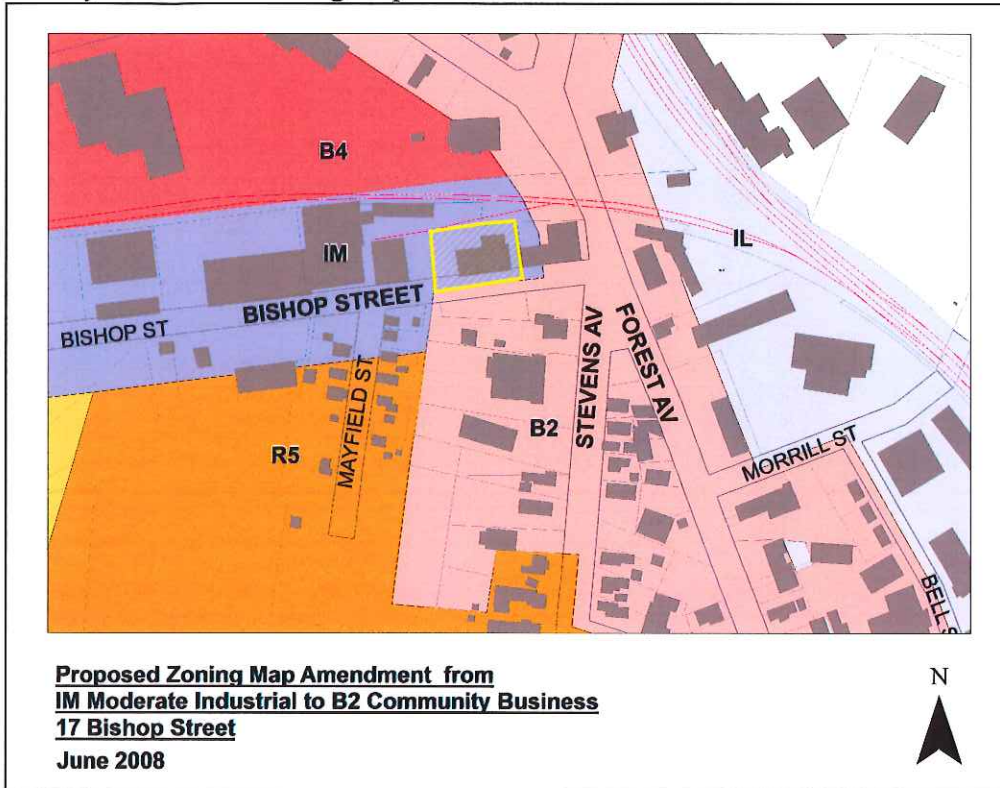 B4
IM
IL
BISHOP ST
BISHOP STREET
MAYFIELD ST
STEVENS AV
FOREST AV
B2
R5
MORRILL ST
Proposed Zoning Map Amendment from
IM Moderate Industrial to B2 Community Business
17 Bishop Street
June 2008
N